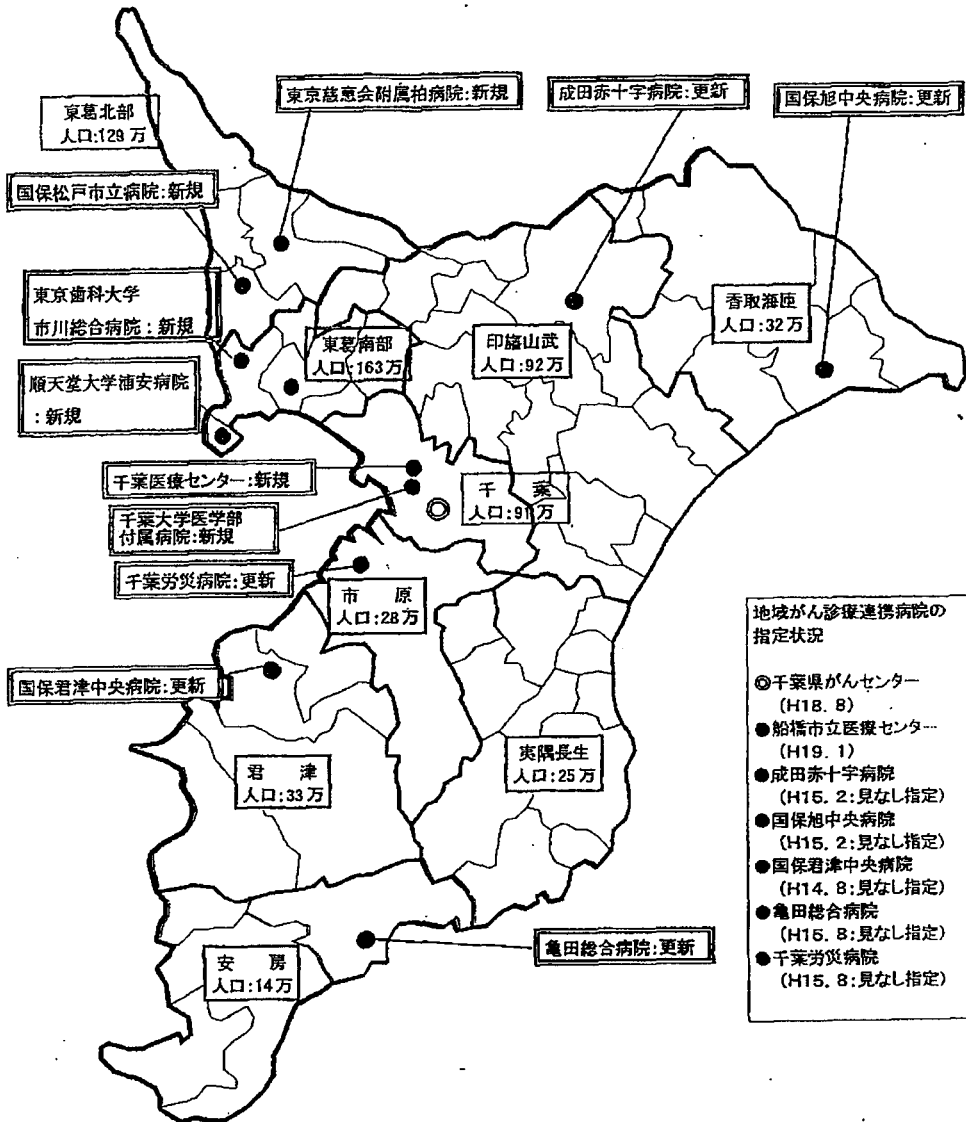 東京慈恵会附属柏病院:新規
成田赤十字病院:更新
国保旭中央病院:更新
東葛北部
人口:129万
国保松戸市立病院:新規
東京歯科大学
市川総合病院:新規
順天堂大学浦安病院
:新規
東葛南部
人口:163万
印旛山武
人口:92万
香取海匝
人口:32万
千葉医療センター:新規
千葉大学医学部
付属病院:新規
千葉労災病院:更新
千 葉
人口:91万
市 原
人口:28万
国保君津中央病院:更新
君 津
人口:33万
夷隅長生
人口:25万
安 房
人口:14万
亀田総合病院:更新
地域がん診療連携病院の
指定状況
◎千葉県がんセンター
(H18.8)
●船橋市立医療センター
(H19.1)
●成田赤十字病院
(H15.2:見なし指定)
●国保旭中央病院
(H15.2:見なし指定)
●国保君津中央病院
(H14.8:見なし指定)
●亀田総合病院
(H15.8:見なし指定)
●千葉労災病院
(H15.8:見なし指定)